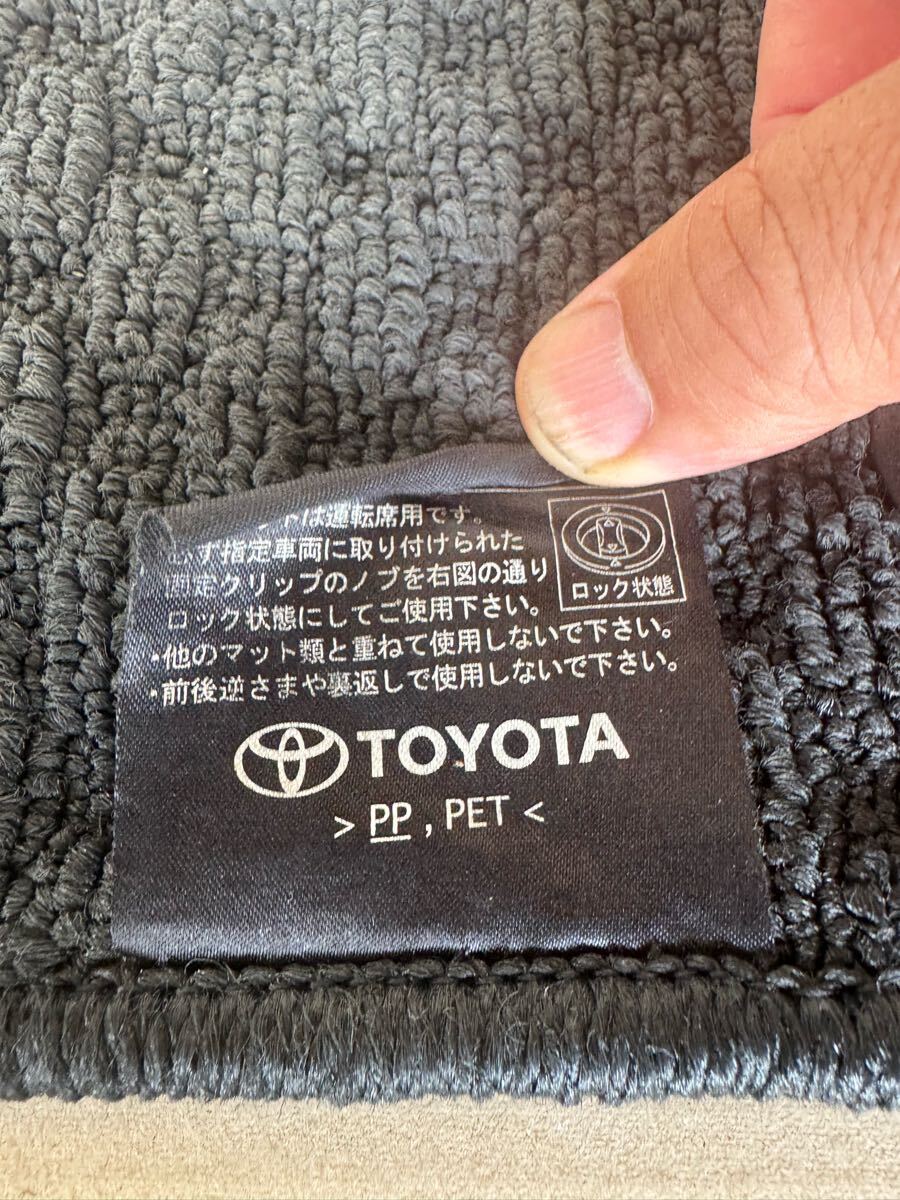 トは運転席用です。
ず指定車両に取り付けられた
固定クリップのノブを右図の通り
ロック状態にしてご使用下さい。
ロック状態
・他のマット類と重ねて使用しないで下さい。
・前後逆さまや裏返しで使用しないで下さい。
TOYOTA
> PP , PET <